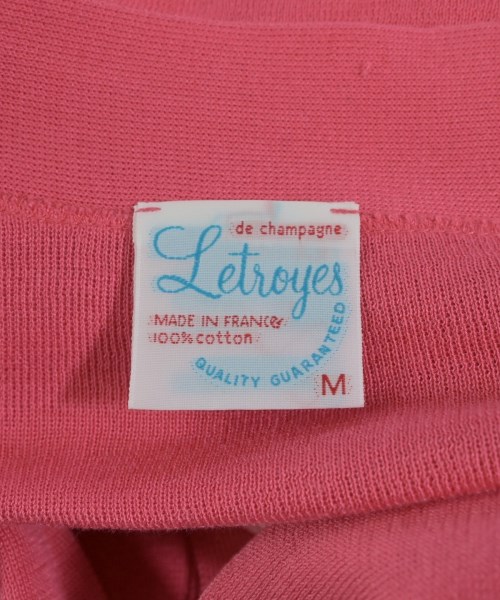 de champagne
Letroyes
MADE IN FRANCE
100% cotton
QUALITY GUARANTEED
M